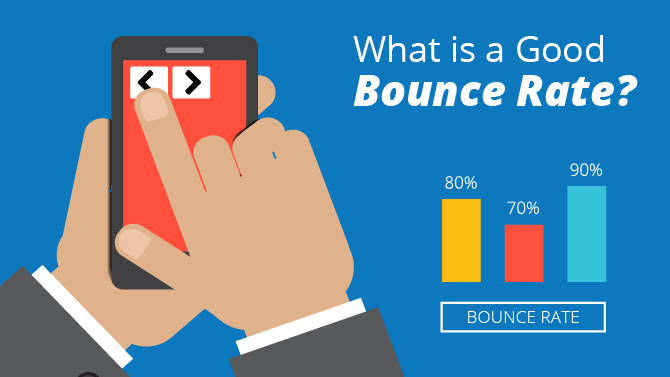 What is a Good
Bounce Rate?
80%
70%
90%
BOUNCE RATE